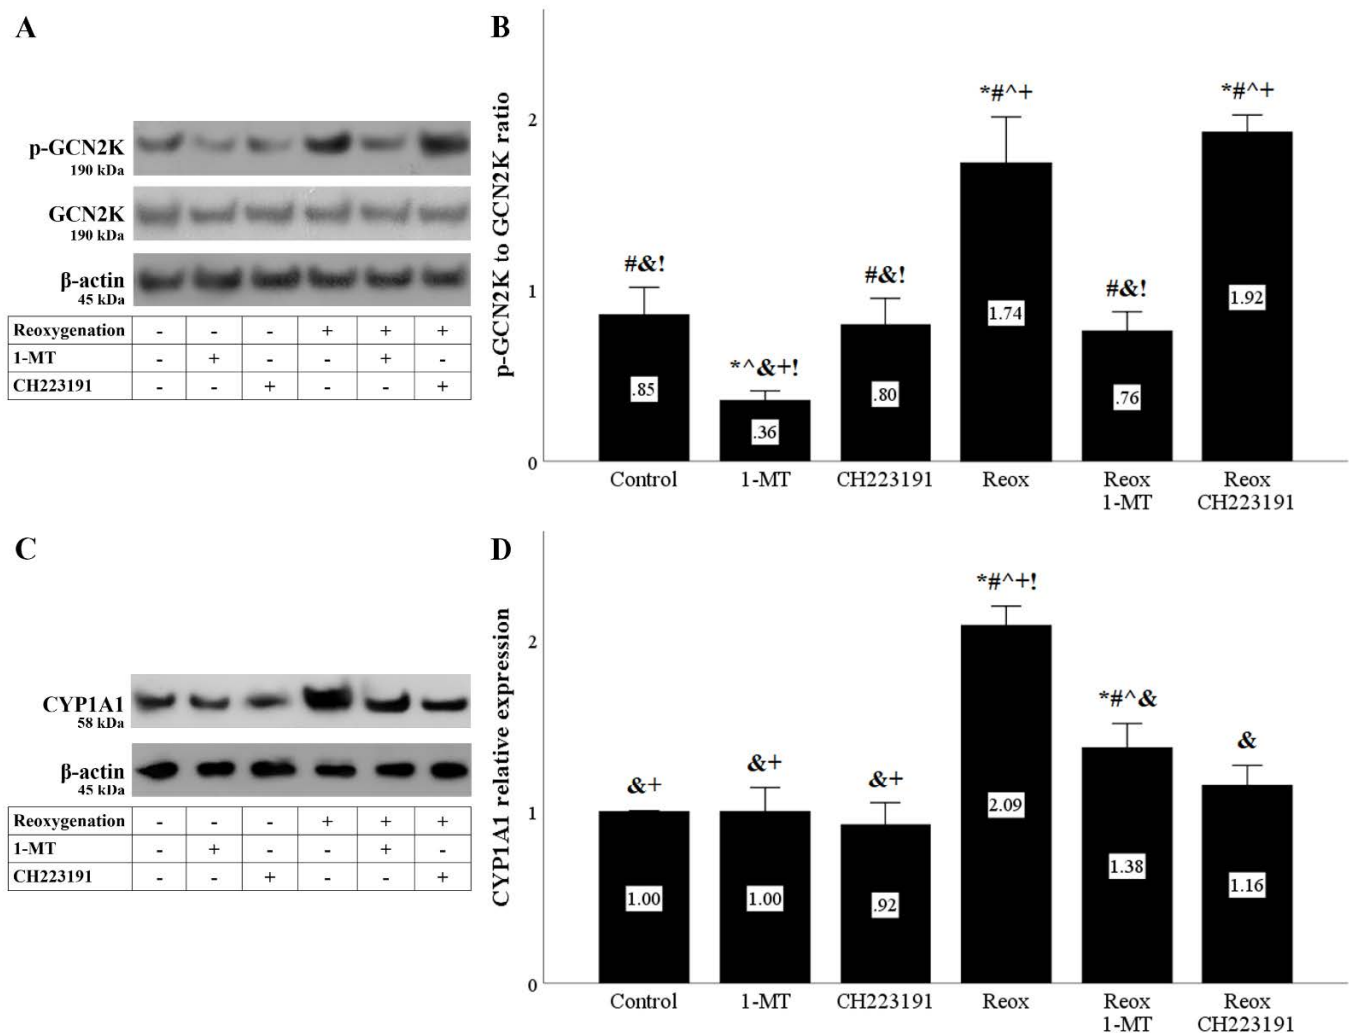 A
p-GCN2K
190 kDa
GCN2K
190 kDa
β-actin
45 kDa
Reoxygenation - - - + + +
1-MT - + - - + -
CH223191 - - + - - +
B
p-GCN2K to GCN2K ratio
2
1
0
#&!
*^&+!
#&!
*#^+
#&!
*#^+
.85
.36
.80
1.74
.76
1.92
Control
1-MT
CH223191
Reox
Reox
1-MT
Reox
CH223191
C
CYP1A1
58 kDa
β-actin
45 kDa
Reoxygenation - - - + + +
1-MT - + - - + -
CH223191 - - + - - +
D
CYP1A1 relative expression
2
1
0
&+
&+
&+
*#^+!
*#^&
&
1.00
1.00
.92
2.09
1.38
1.16
Control
1-MT
CH223191
Reox
Reox
1-MT
Reox
CH223191